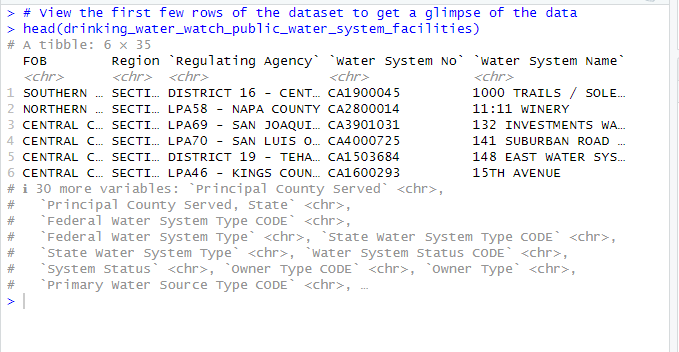 > # View the first few rows of the dataset to get a glimpse of the data
> head(drinking_water_watch_public_water_system_facilities)
# A tibble: 6 × 35
FOB Region `Regulating Agency` `Water System No` `Water System Name`
<chr> <chr> <chr> <chr> <chr>
1 SOUTHERN … SECTI… DISTRICT 16 - CENT… CA1900045 1000 TRAILS / SOLE…
2 NORTHERN … SECTI… LPA58 - NAPA COUNTY CA2800014 11:11 WINERY
3 CENTRAL C… SECTI… LPA69 - SAN JOAQUI… CA3901031 132 INVESTMENTS WA…
4 CENTRAL C… SECTI… LPA70 - SAN LUIS O… CA4000725 141 SUBURBAN ROAD …
5 CENTRAL C… SECTI… DISTRICT 19 - TEHA… CA1503684 148 EAST WATER SYS…
6 CENTRAL C… SECTI… LPA46 - KINGS COUN… CA1600293 15TH AVENUE
# ℹ 30 more variables: `Principal County Served` <chr>,
# `Principal County Served, State` <chr>,
# `Federal Water System Type CODE` <chr>,
# `Federal Water System Type` <chr>, `State Water System Type CODE` <chr>,
# `State Water System Type` <chr>, `Water System Status CODE` <chr>,
# `System Status` <chr>, `Owner Type CODE` <chr>, `Owner Type` <chr>,
# `Primary Water Source Type CODE` <chr>, …
>